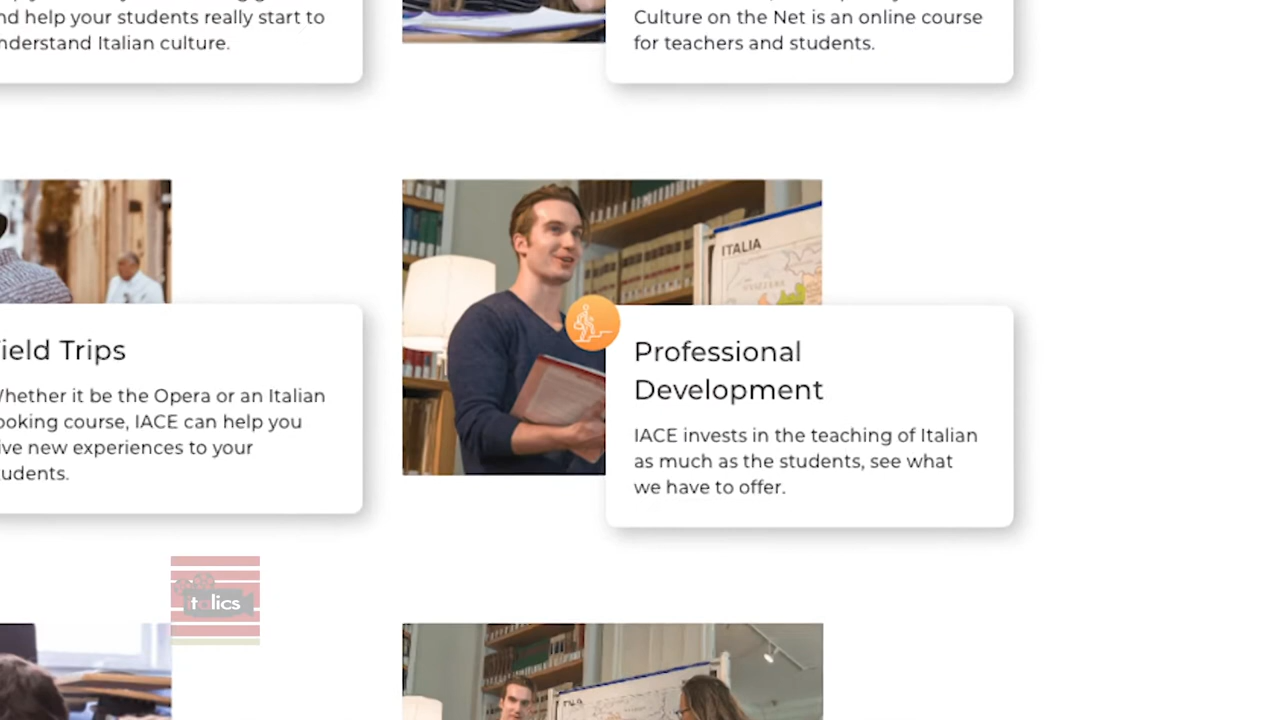 nd help your students really start to
nderstand Italian culture.
Culture on the Net is an online course
for teachers and students.
ITALIA
ield Trips
hether it be the Opera or an Italian
ooking course, IACE can help you
ive new experiences to your
tudents.
Professional
Development
IACE invests in the teaching of Italian
as much as the students, see what
we have to offer.
italics